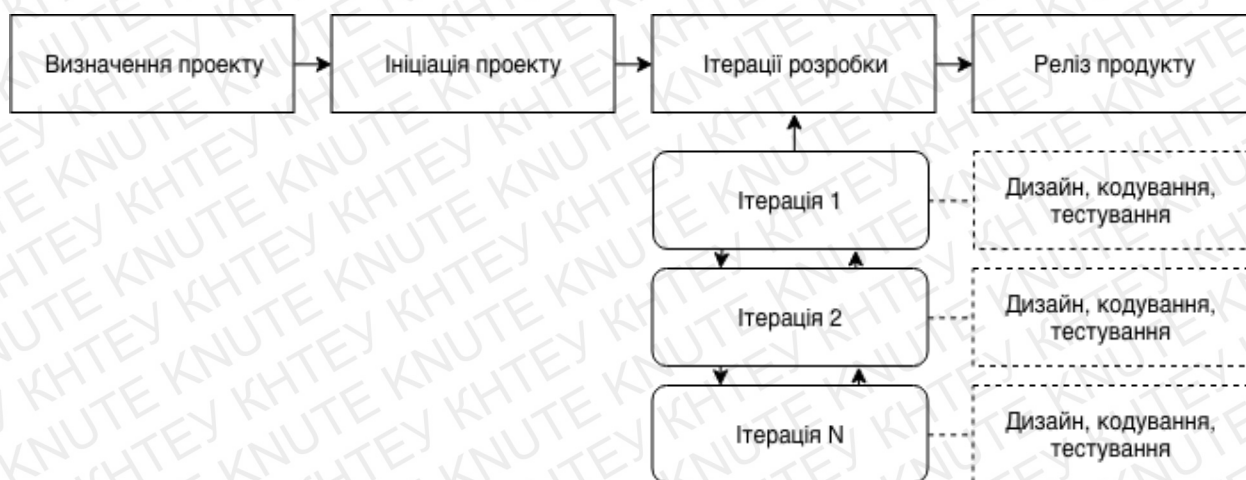 Визначення проекту
Ініціація проекту
Ітерації розробки
Реліз продукту
Ітерація 1
Дизайн, кодування,
тестування
Ітерація 2
Дизайн, кодування,
тестування
Ітерація N
Дизайн, кодування,
тестування